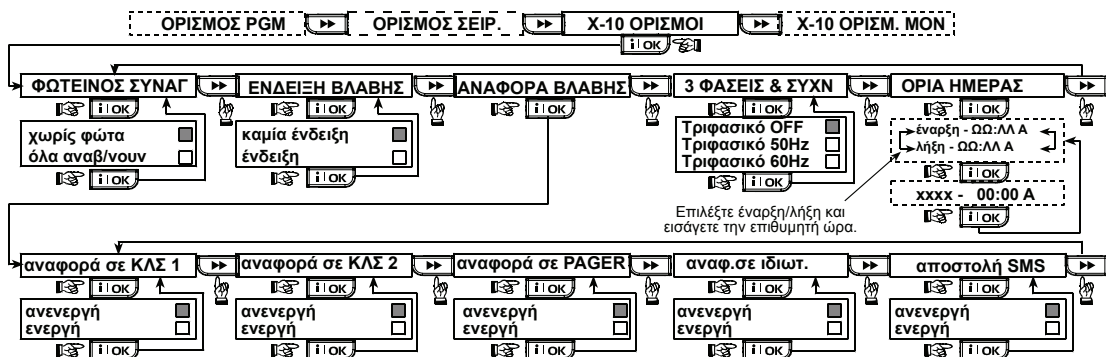 ΟΡΙΣΜΟΣ PGM ΟΡΙΣΜΟΣ ΣΕΙΡ. X-10 ΟΡΙΣΜΟΙ X-10 ΟΡΙΣΜ. ΜΟΝ
i OK
ΦΩΤΕΙΝΟΣ ΣΥΝΑΓ ΕΝΔΕΙΞΗ ΒΛΑΒΗΣ ΑΝΑΦΟΡΑ ΒΛΑΒΗΣ 3 ΦΑΣΕΙΣ & ΣΥΧΝ ΟΡΙΑ ΗΜΕΡΑΣ
i OK i OK i OK i OK i OK
χωρίς φώτα
όλα αναβ/νουν
i OK
καμία ένδειξη
ένδειξη
i OK
Τριφασικό OFF
Τριφασικό 50Hz
Τριφασικό 60Hz
i OK
έναρξη - ΩΩ:ΛΛ Α
λήξη - ΩΩ:ΛΛ Α
i OK
xxxx - 00:00 A
i OK
Επιλέξτε έναρξη/λήξη και
εισάγετε την επιθυμητή ώρα.
αναφορά σε ΚΛΣ 1 αναφορά σε ΚΛΣ 2 αναφορά σε PAGER αναφ.σε ιδιωτ. αποστολή SMS
i OK i OK i OK i OK i OK
ανενεργή ανενεργή ανενεργή ανενεργή ανενεργή
ενεργή ενεργή ενεργή ενεργή ενεργή
i OK i OK i OK i OK i OK